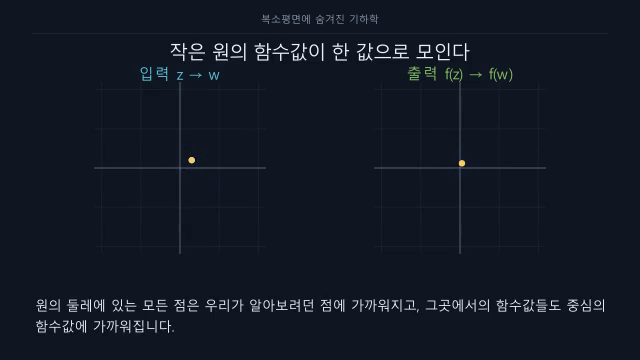 복소평면에 숨겨진 기하학
작은 원의 함수값이 한 값으로 모인다
입력 z → w
출력 f(z) → f(w)
원의 둘레에 있는 모든 점은 우리가 알아보려던 점에 가까워지고, 그곳에서의 함수값들도 중심의
함수값에 가까워집니다.